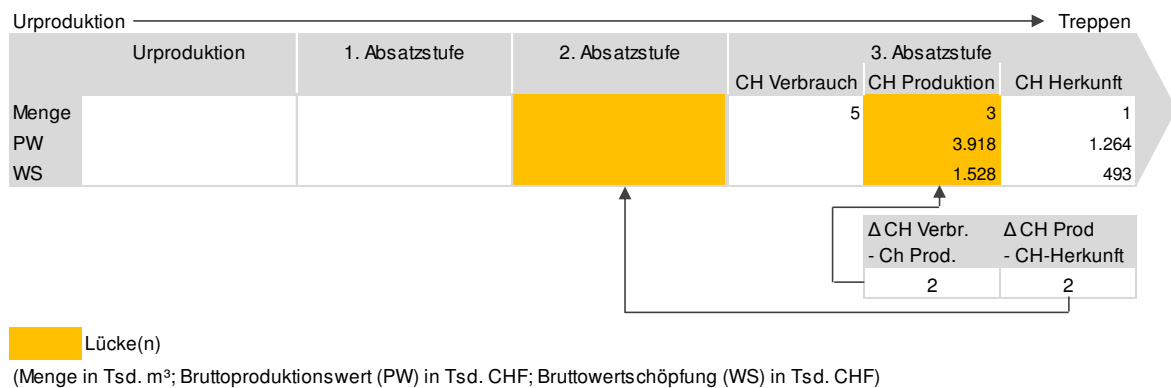 Urproduktion Treppen
Urproduktion 1. Absatzstufe 2. Absatzstufe 3. Absatzstufe
CH Verbrauch CH Produktion CH Herkunft
Menge 5 3 1
PW 3.918 1.264
WS 1.528 493
Δ CH Verbr. Δ CH Prod
- Ch Prod. - CH-Herkunft
2 2
Lücke(n)
(Menge in Tsd. m³; Bruttoproduktionswert (PW) in Tsd. CHF; Bruttowertschöpfung (WS) in Tsd. CHF)